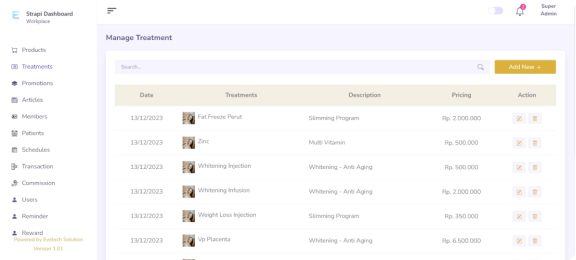 Strapi Dashboard
Workplace
Super
Admin
Products
Treatments
Promotions
Articles
Members
Patients
Schedules
Transaction
Commission
Users
Reminder
Reward
Powered by Evetech Solution
Version 1.01
Manage Treatment
Search...
Add New +
Date Treatments Description Pricing Action
13/12/2023 Fat Freeze Perut Slimming Program Rp. 2.000.000
13/12/2023 Zinc Multi Vitamin Rp. 500.000
13/12/2023 Whitening Injection Whitening - Anti Aging Rp. 500.000
13/12/2023 Whitening Infusion Whitening - Anti Aging Rp. 2.000.000
13/12/2023 Weight Loss Injection Slimming Program Rp. 350.000
13/12/2023 Vp Placenta Whitening - Anti Aging Rp. 6.500.000